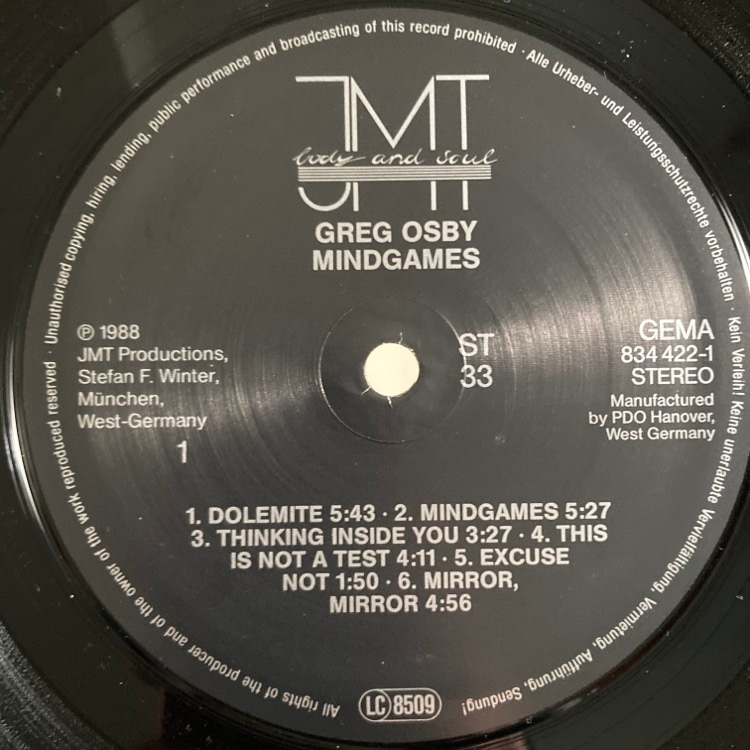 Unauthorised copying, hiring, lending, public performance and broadcasting of this record prohibited · Alle Urheber- und Leistungsschutzrechte vorbehalten · Kein Verleih! Keine unerlaubte Vervielfältigung, Vermietung, Aufführung, Sendung!
JMT
body and soul
GREG OSBY
MINDGAMES
℗ 1988
JMT Productions,
Stefan F. Winter,
München,
West-Germany
1
ST
33
GEMA
834 422-1
STEREO
Manufactured
by PDO Hanover,
West Germany
1. DOLEMITE 5:43 · 2. MINDGAMES 5:27
3. THINKING INSIDE YOU 3:27 · 4. THIS
IS NOT A TEST 4:11 · 5. EXCUSE
NOT 1:50 · 6. MIRROR,
MIRROR 4:56
LC 8509
All rights of the producer and of the owner of the work reproduced reserved ·